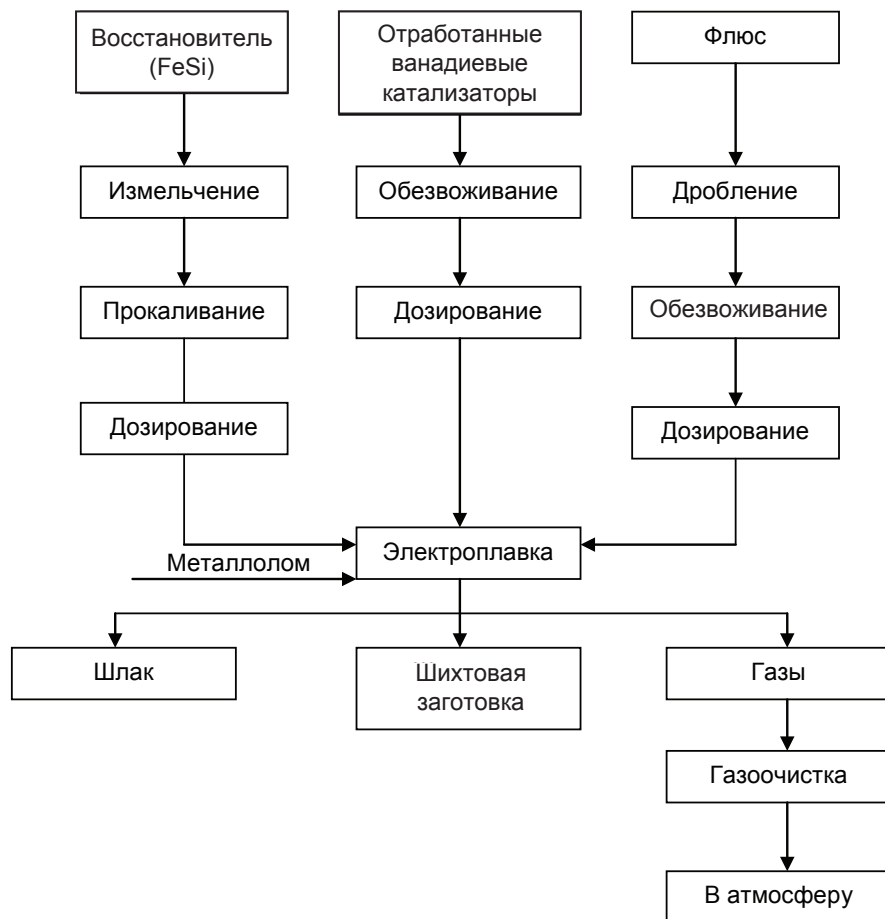 Восстановитель
(FeSi)
Отработанные
ванадиевые
катализаторы
Флюс
Измельчение
Обезвоживание
Дробление
Прокаливание
Дозирование
Обезвоживание
Дозирование
Дозирование
Электроплавка
Металлолом
Шлак
Шихтовая
заготовка
Газы
Газоочистка
В атмосферу